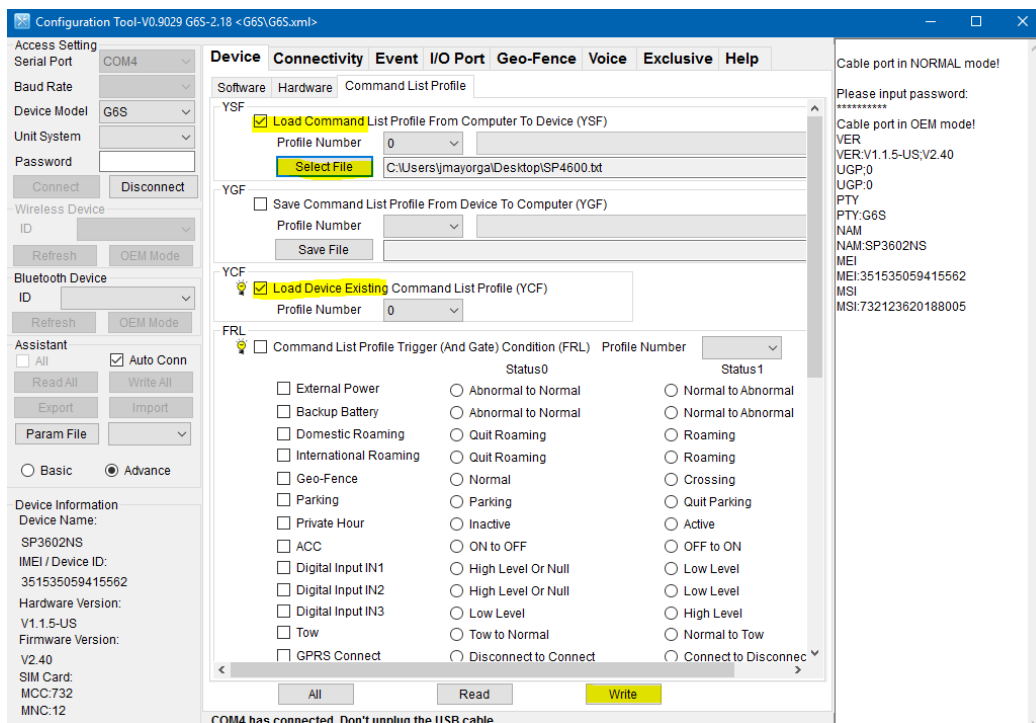 Configuration Tool-V0.9029 G6S-2.18 <G6S\G6S.xml>
Access Setting
Serial Port COM4
Baud Rate
Device Model G6S
Unit System
Password
Connect Disconnect
Wireless Device
ID
Refresh OEM Mode
Bluetooth Device
ID
Refresh OEM Mode
Assistant
All Auto Conn
Read All Write All
Export Import
Param File
Basic Advance
Device Information
Device Name:
SP3602NS
IMEI / Device ID:
351535059415562
Hardware Version:
V1.1.5-US
Firmware Version:
V2.40
SIM Card:
MCC:732
MNC:12
Device Connectivity Event I/O Port Geo-Fence Voice Exclusive Help
Software Hardware Command List Profile
YSF
Load Command List Profile From Computer To Device (YSF)
Profile Number 0
Select File C:\Users\jmayorga\Desktop\SP4600.txt
YGF
Save Command List Profile From Device To Computer (YGF)
Profile Number
Save File
YCF
Load Device Existing Command List Profile (YCF)
Profile Number 0
FRL
Command List Profile Trigger (And Gate) Condition (FRL) Profile Number
Status0 Status1
External Power Abnormal to Normal Normal to Abnormal
Backup Battery Abnormal to Normal Normal to Abnormal
Domestic Roaming Quit Roaming Roaming
International Roaming Quit Roaming Roaming
Geo-Fence Normal Crossing
Parking Parking Quit Parking
Private Hour Inactive Active
ACC ON to OFF OFF to ON
Digital Input IN1 High Level Or Null Low Level
Digital Input IN2 High Level Or Null Low Level
Digital Input IN3 Low Level High Level
Tow Tow to Normal Normal to Tow
GPRS Connect Disconnect to Connect Connect to Disconnec
All Read Write
COM4 has connected. Don't unplug the USB cable
Cable port in NORMAL mode!
Please input password:
**********
Cable port in OEM mode!
VER
VER:V1.1.5-US;V2.40
UGP;0
UGP:0
PTY
PTY:G6S
NAM
NAM:SP3602NS
MEI
MEI:351535059415562
MSI
MSI:732123620188005